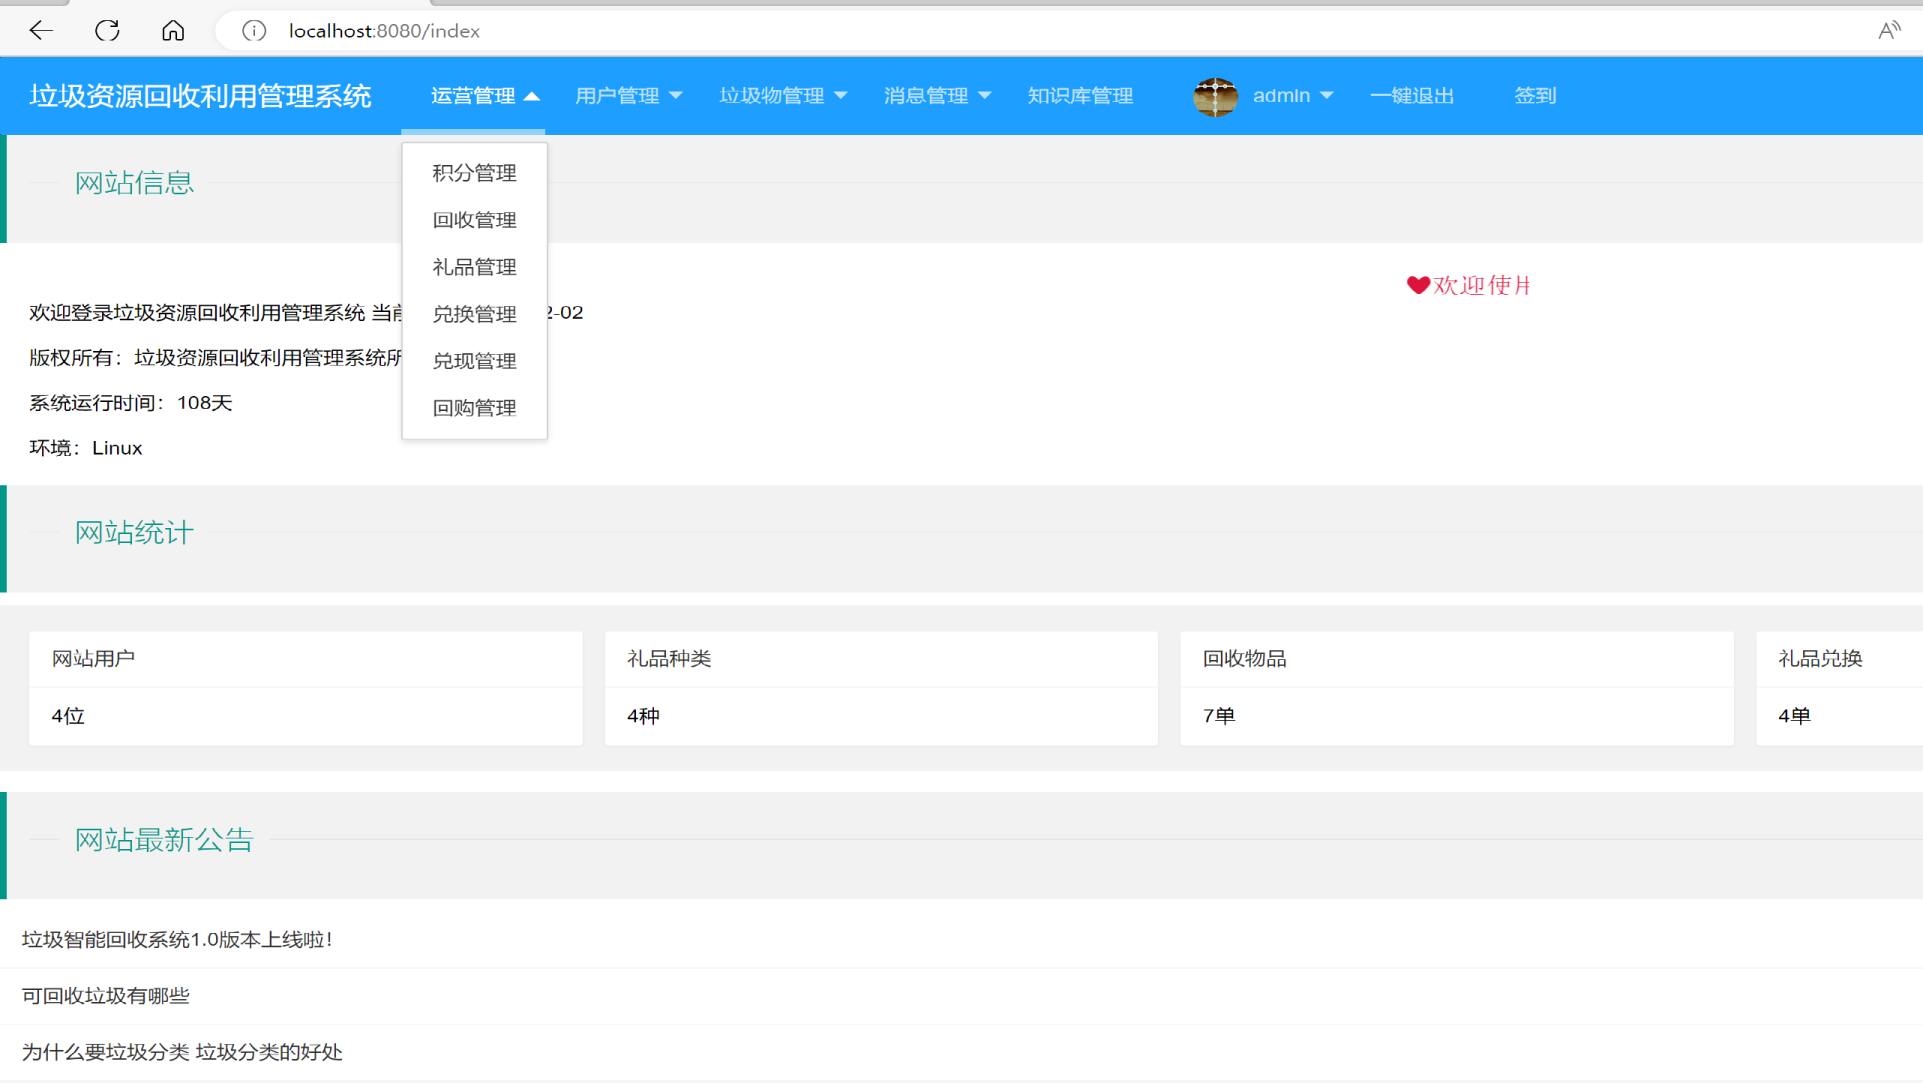 localhost:8080/index
垃圾资源回收利用管理系统 运营管理 用户管理 垃圾物管理 消息管理 知识库管理 admin 一键退出 签到
积分管理
回收管理
礼品管理
兑换管理
兑现管理
回购管理
网站信息
欢迎使
欢迎登录垃圾资源回收利用管理系统 当 2-02
版权所有：垃圾资源回收利用管理系统所
系统运行时间：108天
环境：Linux
网站统计
网站用户 礼品种类 回收物品 礼品兑换
4位 4种 7单 4单
网站最新公告
垃圾智能回收系统1.0版本上线啦！
可回收垃圾有哪些
为什么要垃圾分类 垃圾分类的好处